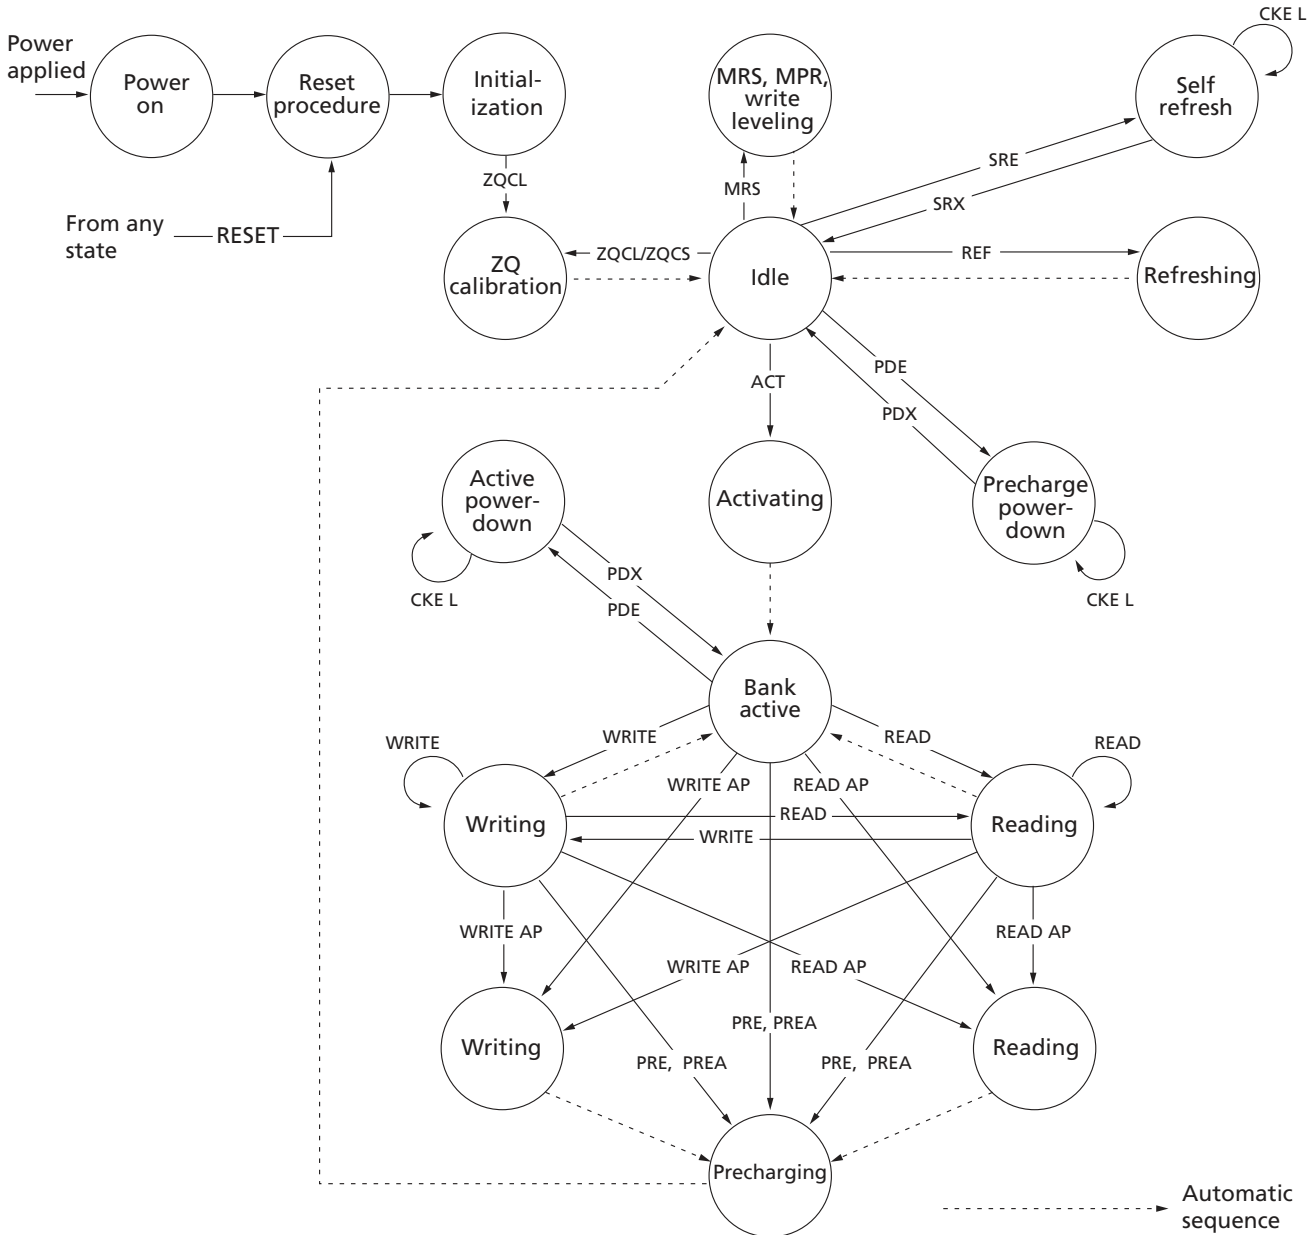 CKE L
Power
applied
Power
on
Reset
procedure
Initial-
ization
MRS, MPR,
write
leveling
Self
refresh
ZQCL
MRS
SRE
SRX
From any
state
RESET
ZQ
calibration
ZQCL/ZQCS
Idle
REF
Refreshing
PDE
ACT
PDX
Active
power-
down
Activating
Precharge
power-
down
PDX
CKE L
PDE
CKE L
Bank
active
WRITE
WRITE
READ
READ
WRITE AP
READ AP
Writing
READ
WRITE
Reading
WRITE AP
READ AP
WRITE AP
READ AP
PRE, PREA
Writing
Reading
PRE, PREA
PRE, PREA
Precharging
Automatic
sequence